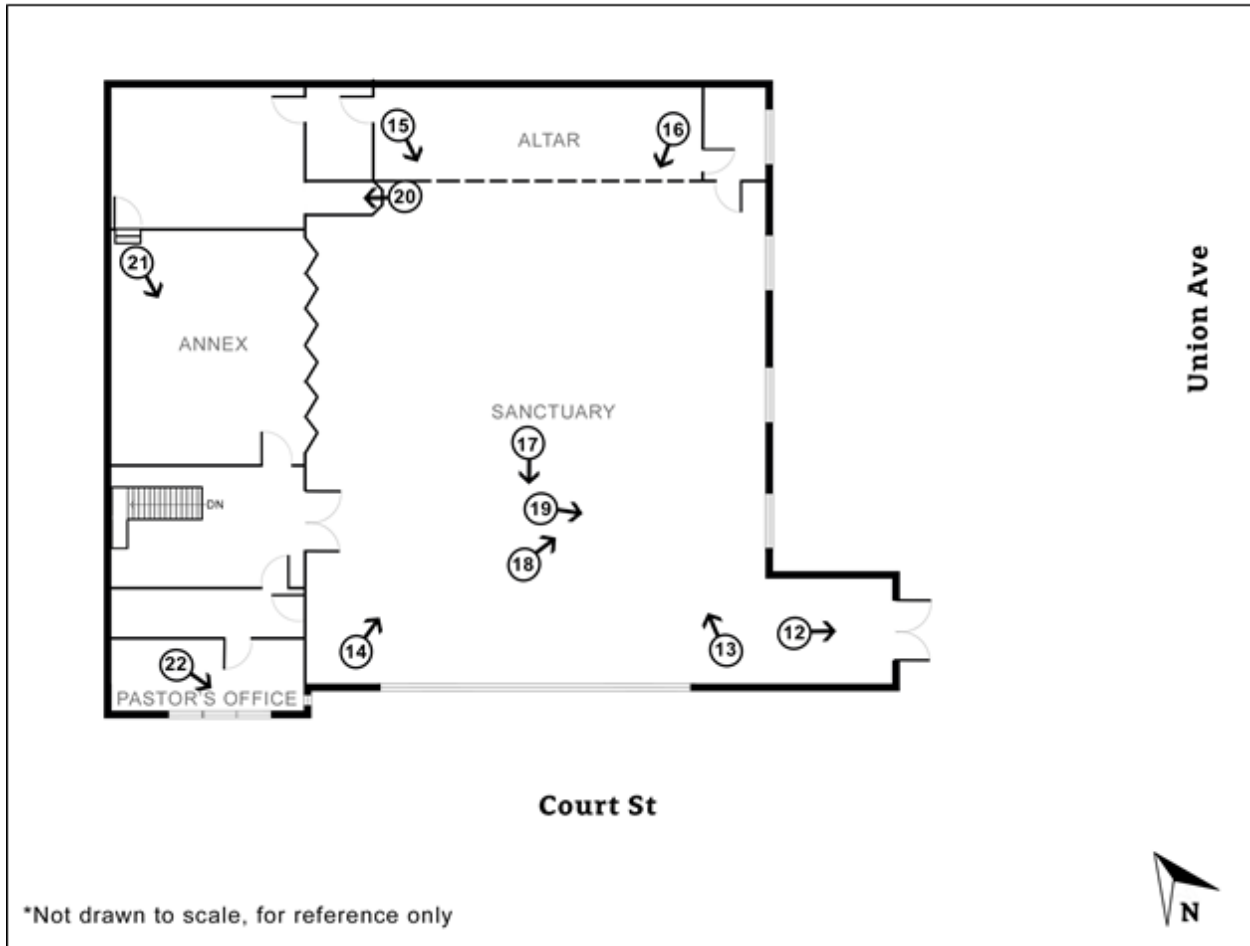 15
16
ALTAR
20
21
ANNEX
SANCTUARY
17
19
DN
18
14
12
13
22
PASTOR'S OFFICE
Union Ave
Court St
N
*Not drawn to scale, for reference only